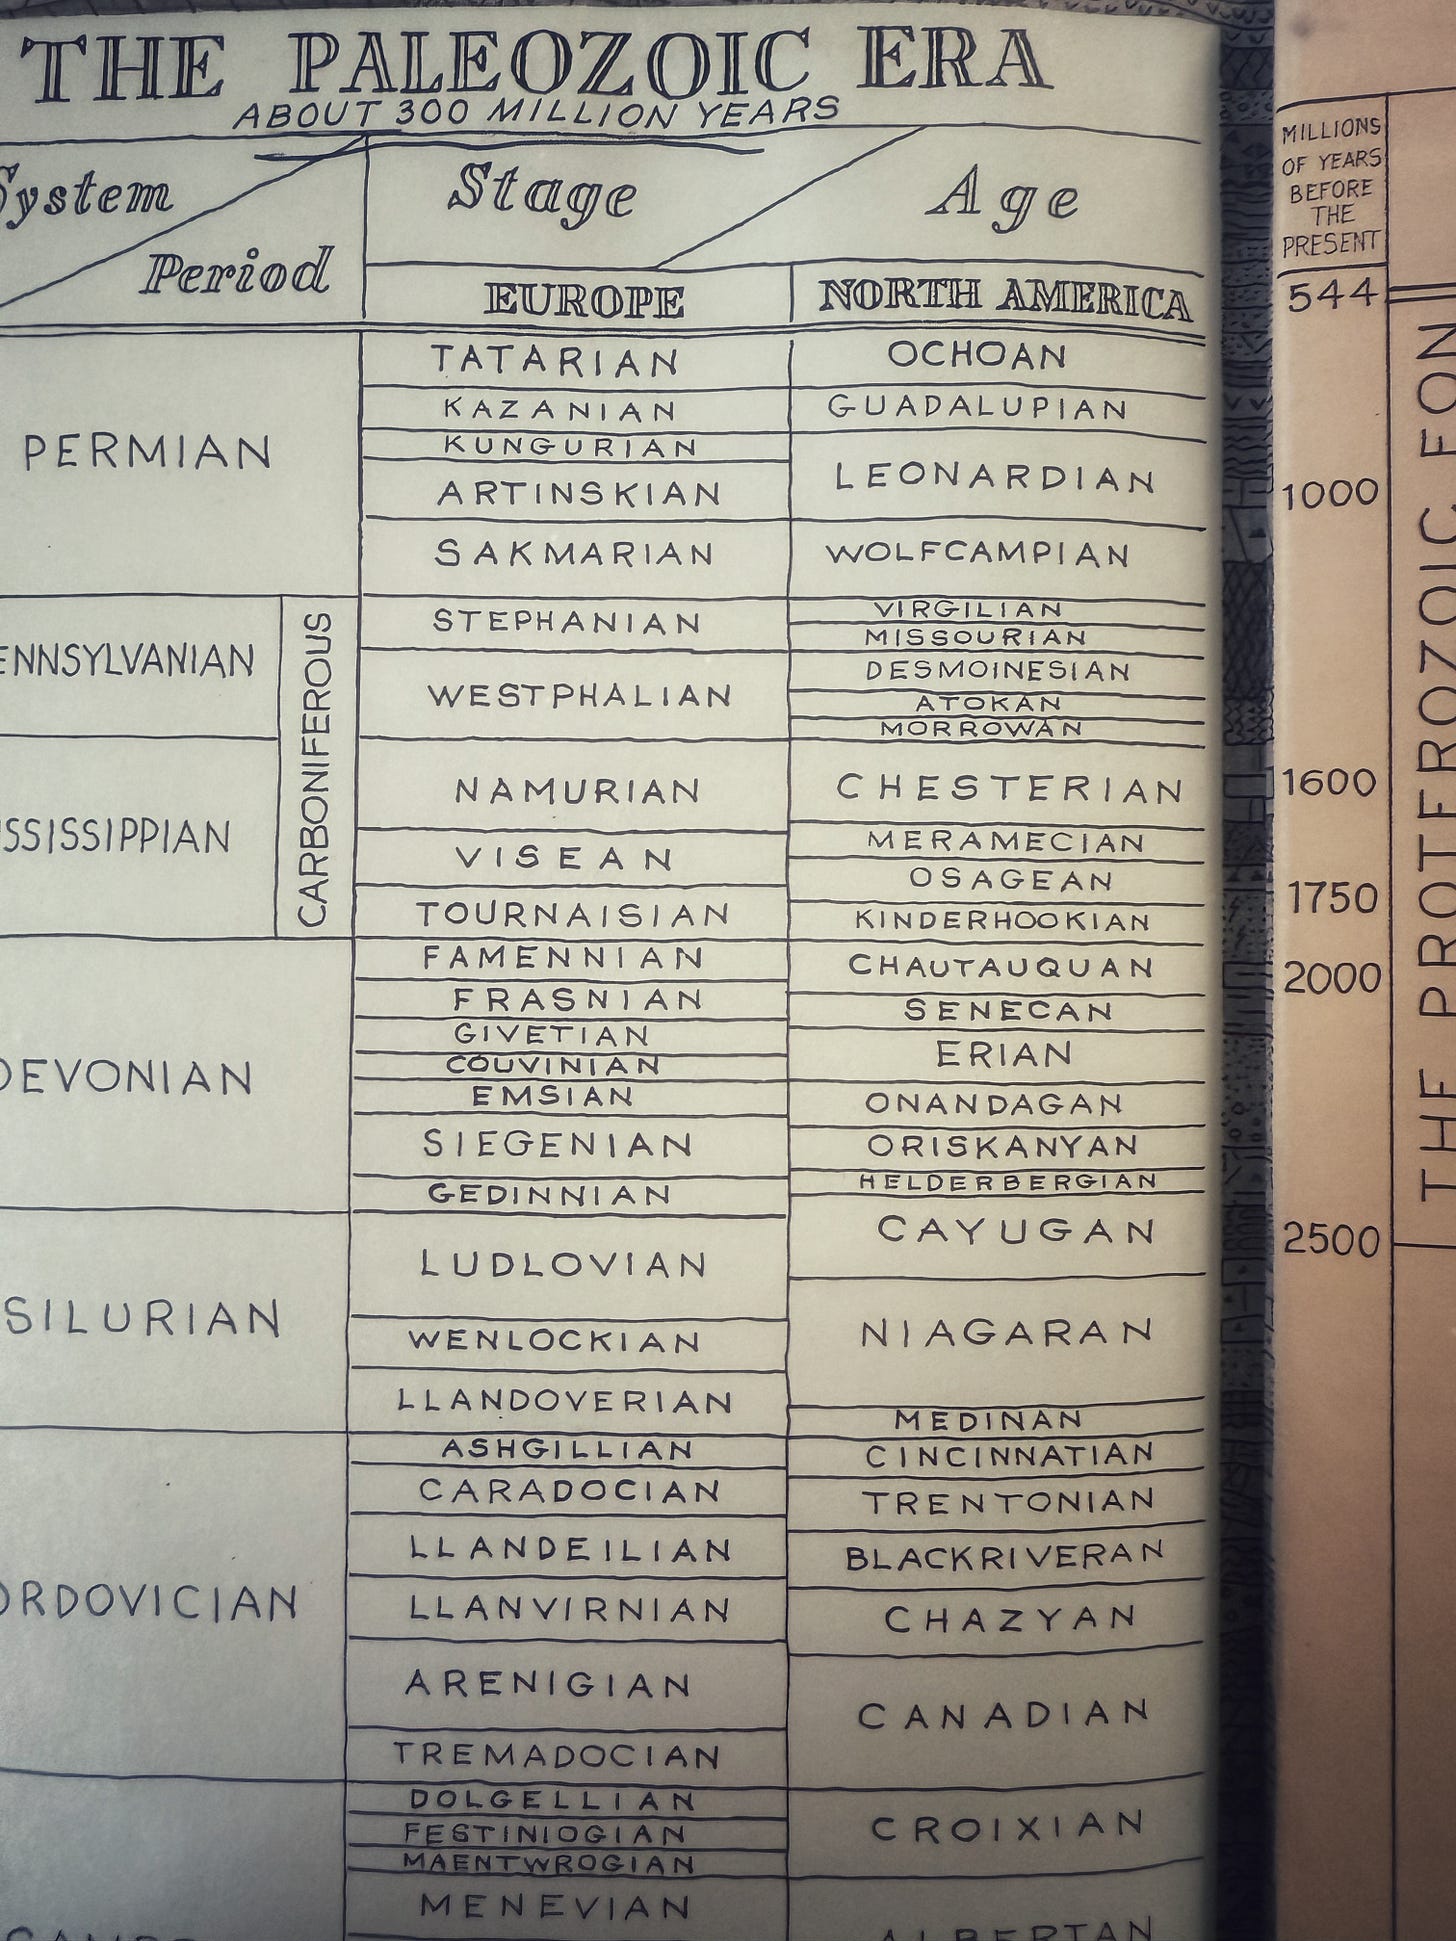 THE PALEOZOIC ERA
ABOUT 300 MILLION YEARS
System
Period
Stage
Age
EUROPE
NORTH AMERICA
PERMIAN
ENNSYLVANIAN
SSISSIPPIAN
CARBONIFEROUS
DEVONIAN
SILURIAN
ORDOVICIAN
TATARIAN
KAZANIAN
KUNGURIAN
ARTINSKIAN
SAKMARIAN
STEPHANIAN
WESTPHALIAN
NAMURIAN
VISEAN
TOURNAISIAN
FAMENNIAN
FRASNIAN
GIVETIAN
COUVINIAN
EMSIAN
SIEGENIAN
GEDINNIAN
LUDLOVIAN
WENLOCKIAN
LLANDOVERIAN
ASHGILLIAN
CARADOCIAN
LLANDEILIAN
LLANVIRNIAN
ARENIGIAN
TREMADOCIAN
DOLGELLIAN
FESTINIOGIAN
MAENTWROGIAN
MENEVIAN
OCHOAN
GUADALUPIAN
LEONARDIAN
WOLFCAMPIAN
VIRGILIAN
MISSOURIAN
DESMOINESIAN
ATOKAN
MORROWAN
CHESTERIAN
MERAMECIAN
OSAGEAN
KINDERHOOKIAN
CHAUTAUQUAN
SENECAN
ERIAN
ONANDAGAN
ORISKANYAN
HELDERBERGIAN
CAYUGAN
NIAGARAN
MEDINAN
CINCINNATIAN
TRENTONIAN
BLACKRIVERAN
CHAZYAN
CANADIAN
CROIXIAN
ALBERTAN
MILLIONS
OF YEARS
BEFORE
THE
PRESENT
544
1000
1600
1750
2000
2500
THE PROTEROZOIC EON